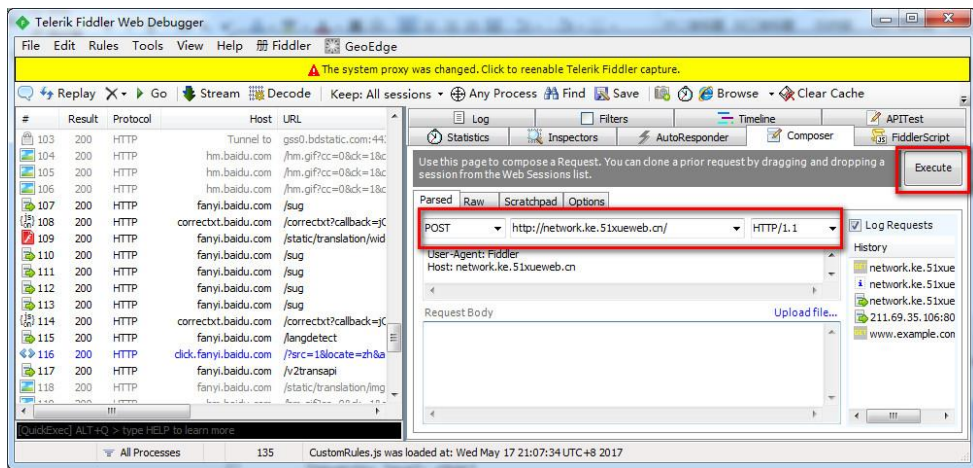 Telerik Fiddler Web Debugger
File Edit Rules Tools View Help 册 Fiddler GeoEdge
The system proxy was changed. Click to reenable Telerik Fiddler capture.
Replay X Go Stream Decode Keep: All sessions Any Process Find Save Browse Clear Cache
# Result Protocol Host URL
103 200 HTTP Tunnel to gss0.bdstatic.com:44
104 200 HTTP hm.baidu.com /hm.gif?cc=0&ck=1&c
105 200 HTTP hm.baidu.com /hm.gif?cc=0&ck=1&c
106 200 HTTP hm.baidu.com /hm.gif?cc=0&ck=1&c
107 200 HTTP fanyi.baidu.com /sug
108 200 HTTP correctxt.baidu.com /correctxt?callback=jQ
109 200 HTTP fanyi.baidu.com /static/translation/wid
110 200 HTTP fanyi.baidu.com /sug
111 200 HTTP fanyi.baidu.com /sug
112 200 HTTP fanyi.baidu.com /sug
113 200 HTTP fanyi.baidu.com /sug
114 200 HTTP correctxt.baidu.com /correctxt?callback=jQ
115 200 HTTP fanyi.baidu.com /langdetect
116 200 HTTP click.fanyi.baidu.com /?src=1&locate=zh&a
117 200 HTTP fanyi.baidu.com /v2transapi
118 200 HTTP fanyi.baidu.com /static/translation/img
[QuickExec] ALT+Q > type HELP to learn more
Log Filters Timeline APITest
Statistics Inspectors AutoResponder Composer FiddlerScript
Use this page to compose a Request. You can clone a prior request by dragging and dropping a
session from the Web Sessions list.
Execute
Parsed Raw Scratchpad Options
POST http://network.ke.51xueweb.cn/ HTTP/1.1
User-Agent: Fiddler
Host: network.ke.51xueweb.cn
Request Body Upload file...
Log Requests
History
network.ke.51xue
network.ke.51xue
network.ke.51xue
211.69.35.106:80
www.example.con
All Processes 135 CustomRules.js was loaded at: Wed May 17 21:07:34 UTC+8 2017